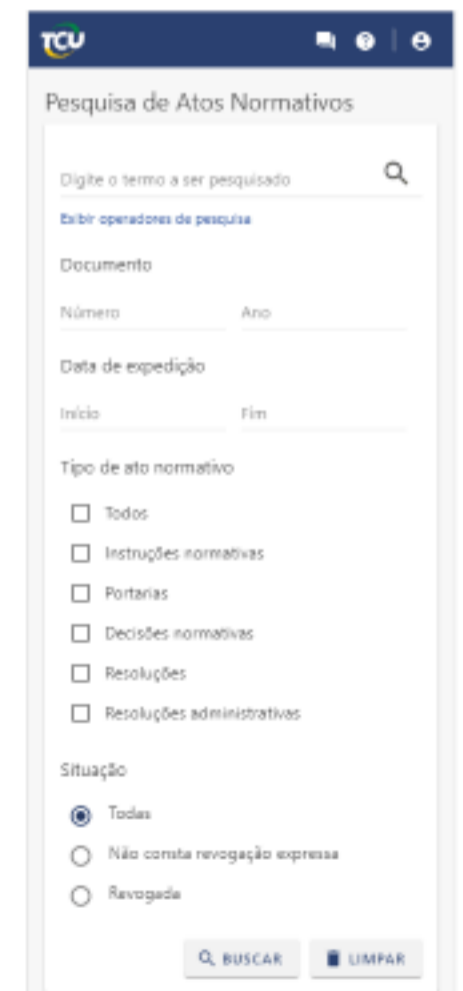 TCU
Pesquisa de Atos Normativos
Digite o termo a ser pesquisado
Exibir operadores de pesquisa
Documento
Número Ano
Data de expedição
Início Fim
Tipo de ato normativo
Todos
Instruções normativas
Portarias
Decisões normativas
Resoluções
Resoluções administrativas
Situação
Todas
Não consta revogação expressa
Revogada
BUSCAR LIMPAR